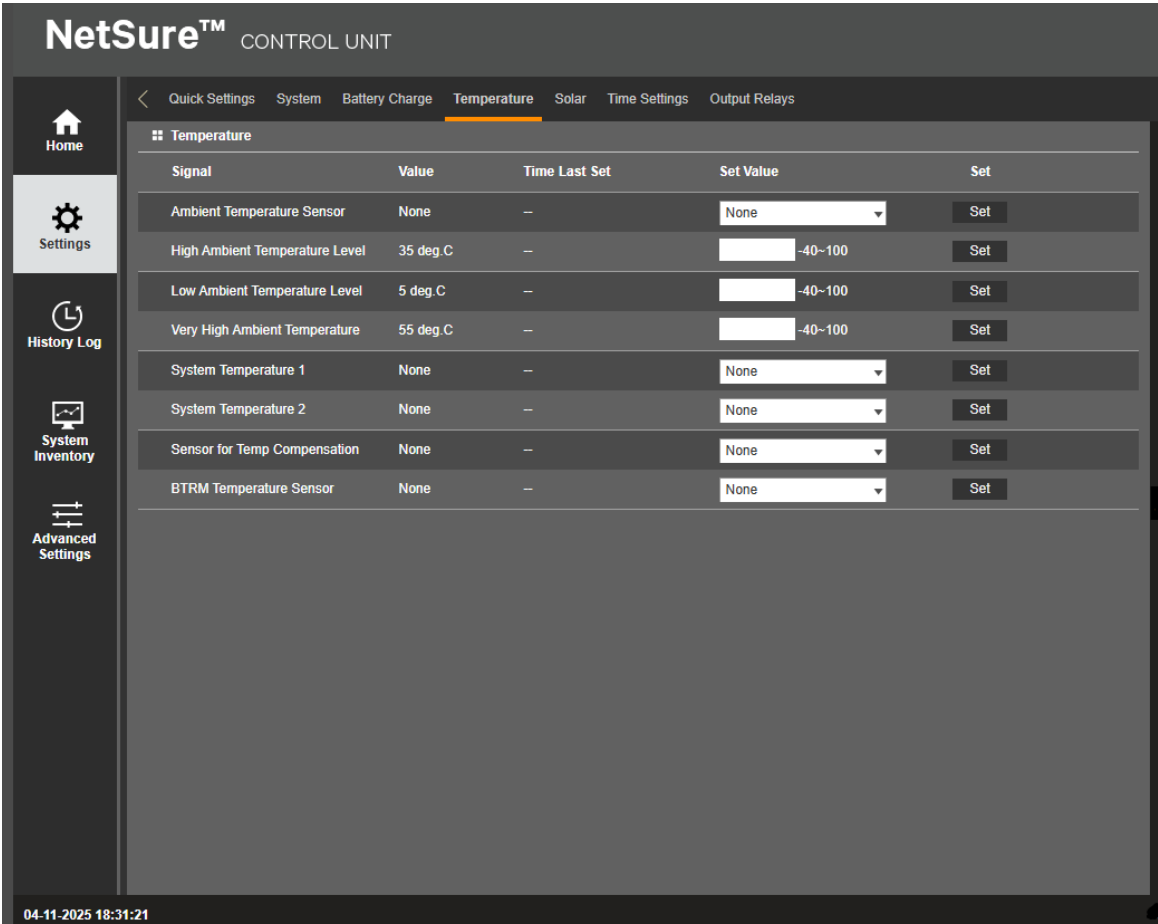 NetSure™ CONTROL UNIT
Quick Settings System Battery Charge Temperature Solar Time Settings Output Relays
Home
Settings
History Log
System
Inventory
Advanced
Settings
Temperature
Signal Value Time Last Set Set Value Set
Ambient Temperature Sensor None -- None Set
High Ambient Temperature Level 35 deg.C -- -40~100 Set
Low Ambient Temperature Level 5 deg.C -- -40~100 Set
Very High Ambient Temperature 55 deg.C -- -40~100 Set
System Temperature 1 None -- None Set
System Temperature 2 None -- None Set
Sensor for Temp Compensation None -- None Set
BTRM Temperature Sensor None -- None Set
04-11-2025 18:31:21